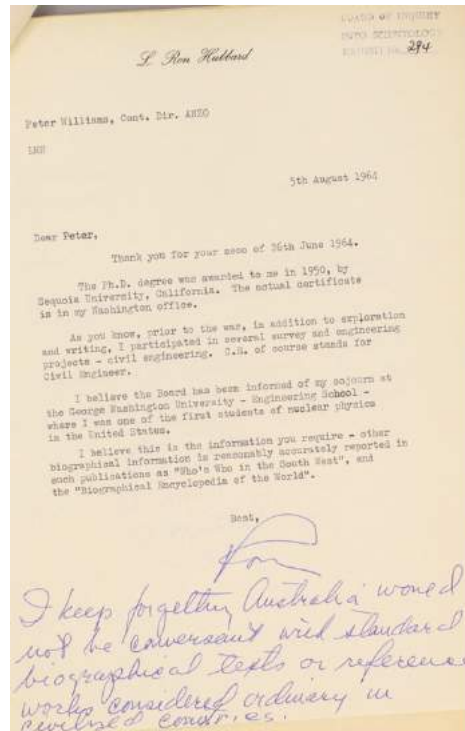 BOARD OF INQUIRY
INTO SCIENTOLOGY
294
L. Ron Hubbard
Peter Williams, Cont. Dir. ANZO
5th August 1964
Dear Peter,
Thank you for your memo of 26th June 1964.
The Ph.D. degree was awarded to me in 1950, by
Sequoia University, California. The actual certificate
is in my Washington office.
As you know, prior to the war, in addition to exploration
and writing, I participated in several survey and engineering
projects - civil engineering. C.E. of course stands for
Civil Engineer.
I believe the Board has been informed of my sojourn at
the George Washington University - Engineering School -
where I was one of the first students of nuclear physics
in the United States.
I believe this is the information you require - other
biographical information is reasonably accurately reported in
such publications as "Who's Who in the South West", and
the "Biographical Encyclopedia of the World".
Best,
Ron
I keep forgetting Australia would
not be conversant with standard
biographical texts or reference
works considered ordinary in
civilized countries.